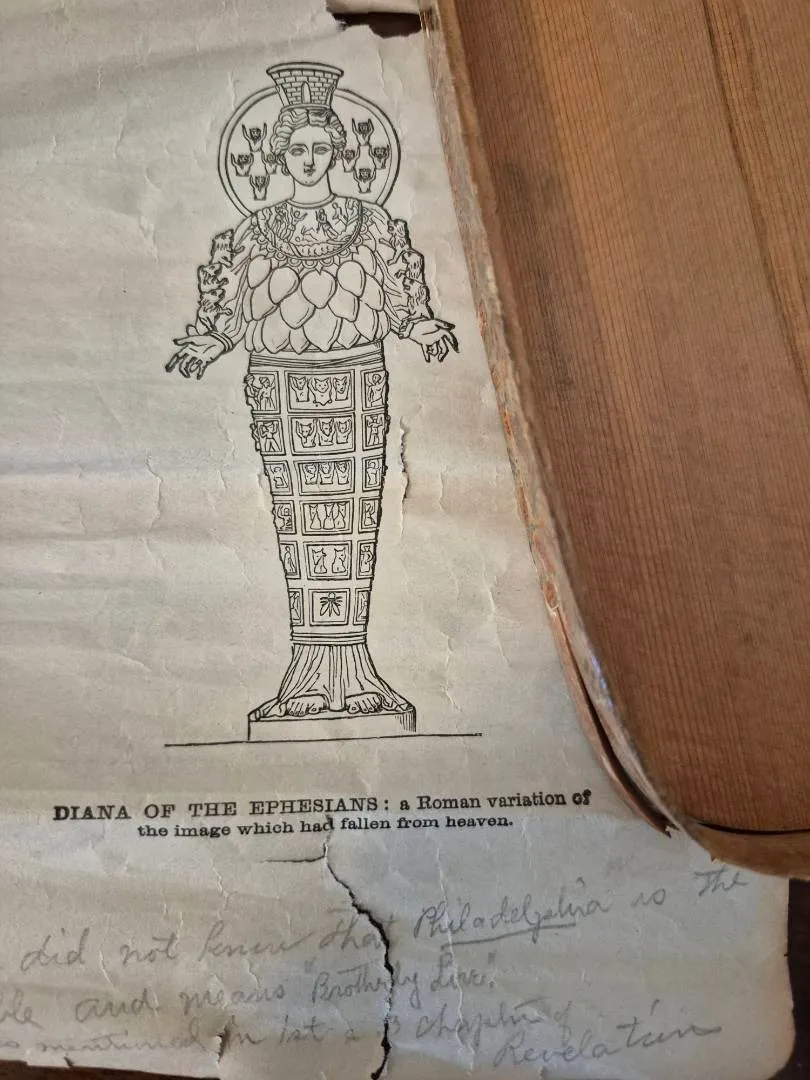 DIANA OF THE EPHESIANS: a Roman variation of
the image which had fallen from heaven.
did not know that Philadelphia is the
and means "Brotherly Love".
mentioned in 1st & 3 chapter of
Revelation